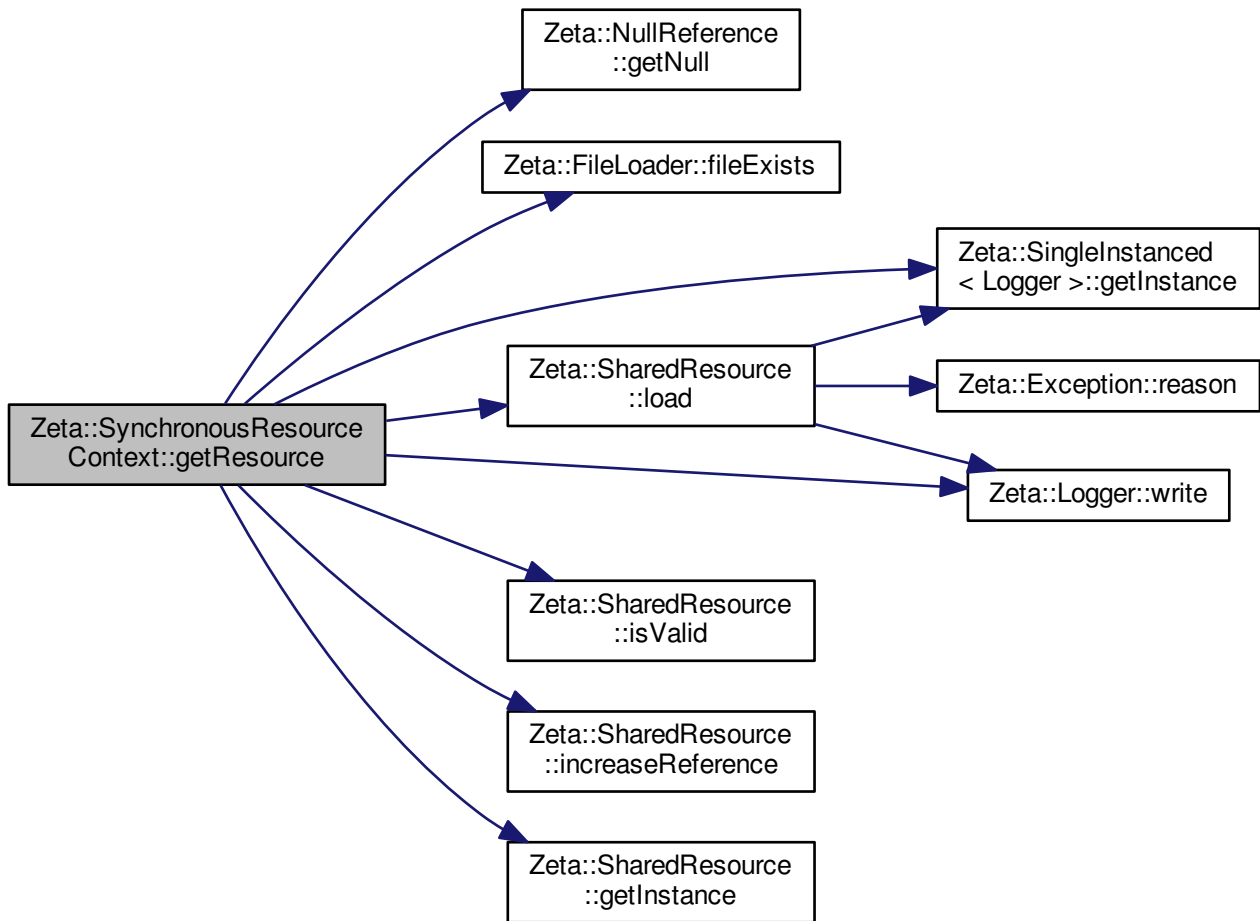 Zeta::NullReference
::getNull
Zeta::FileLoader::fileExists
Zeta::SingleInstanced
< Logger >::getInstance
Zeta::SharedResource
::load
Zeta::Exception::reason
Zeta::SynchronousResource
Context::getResource
Zeta::Logger::write
Zeta::SharedResource
::isValid
Zeta::SharedResource
::increaseReference
Zeta::SharedResource
::getInstance